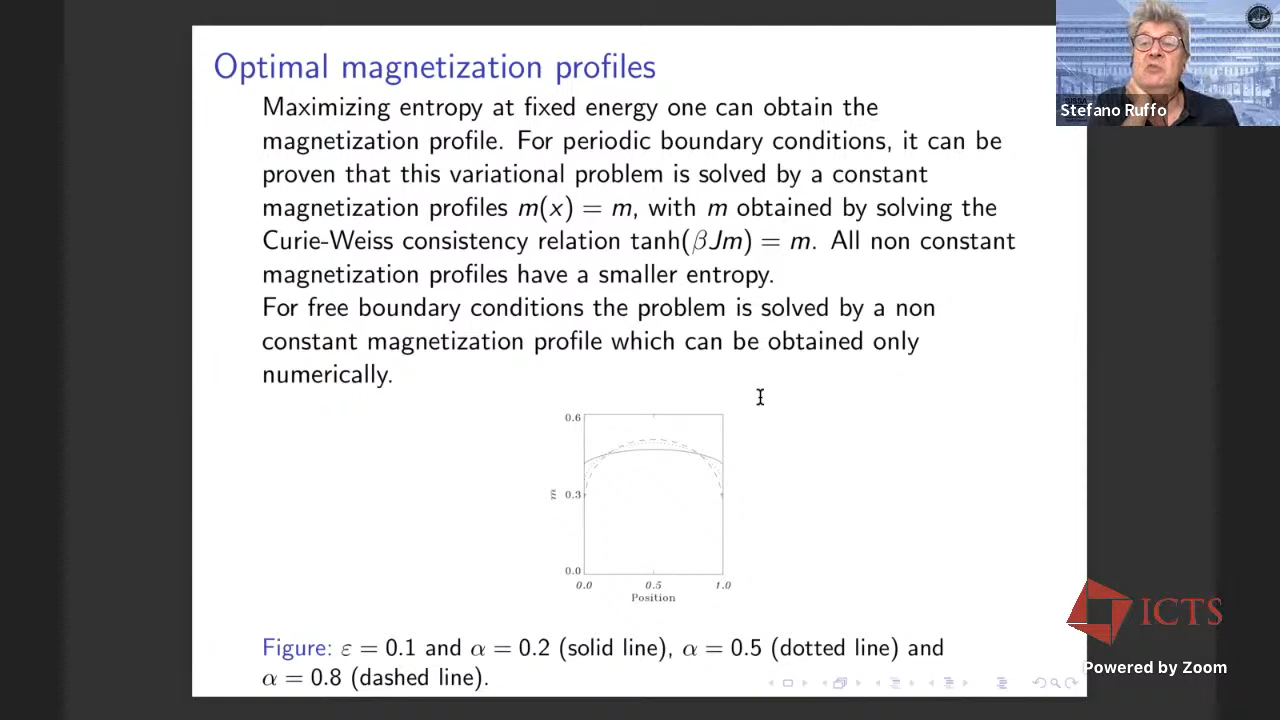 Optimal magnetization profiles
Maximizing entropy at fixed energy one can obtain the
magnetization profile. For periodic boundary conditions, it can be
proven that this variational problem is solved by a constant
magnetization profiles m(x) = m, with m obtained by solving the
Curie-Weiss consistency relation tanh(βJm) = m. All non constant
magnetization profiles have a smaller entropy.
For free boundary conditions the problem is solved by a non
constant magnetization profile which can be obtained only
numerically.
0.6
m
0.3
0.0
0.0 0.5 1.0
Position
Figure: ε = 0.1 and α = 0.2 (solid line), α = 0.5 (dotted line) and
α = 0.8 (dashed line).
Stefano Ruffo
ICTS
Powered by Zoom